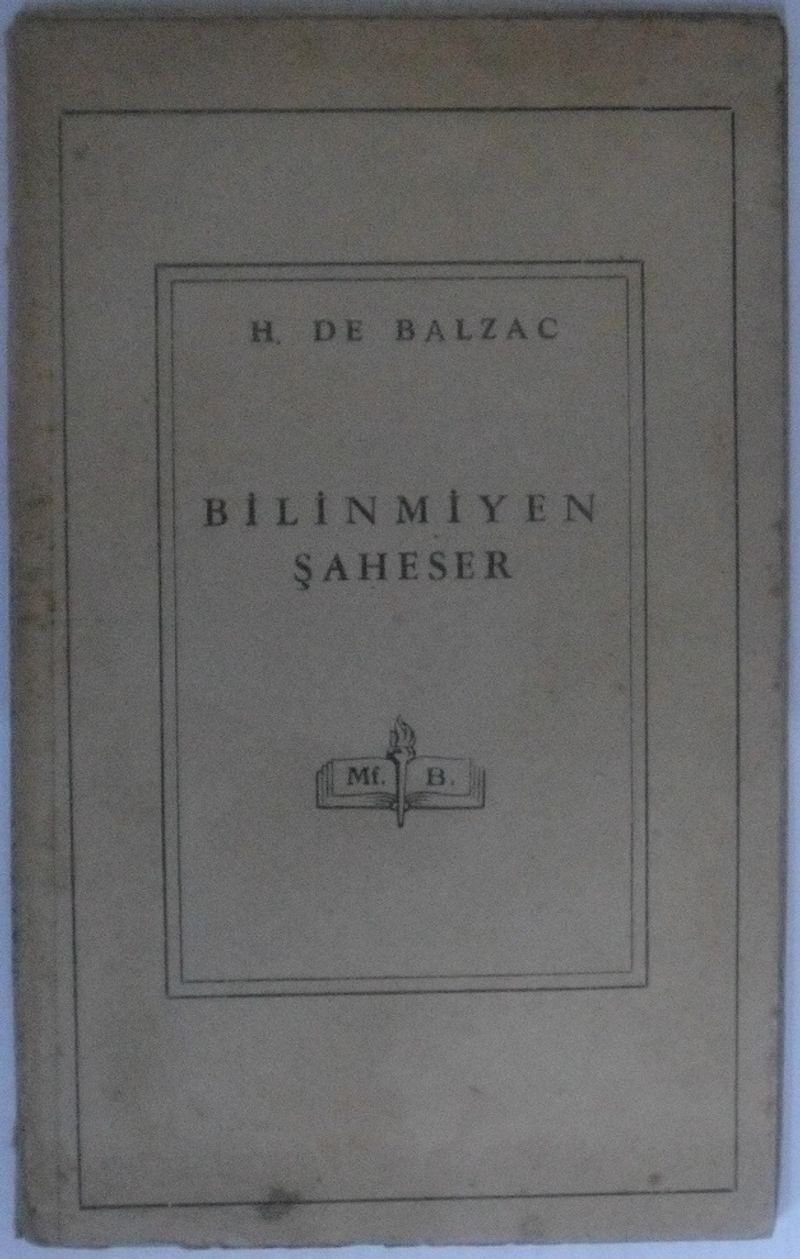 H. DE BALZAC
BİLİNMİYEN
ŞAHESER
Mf. B.